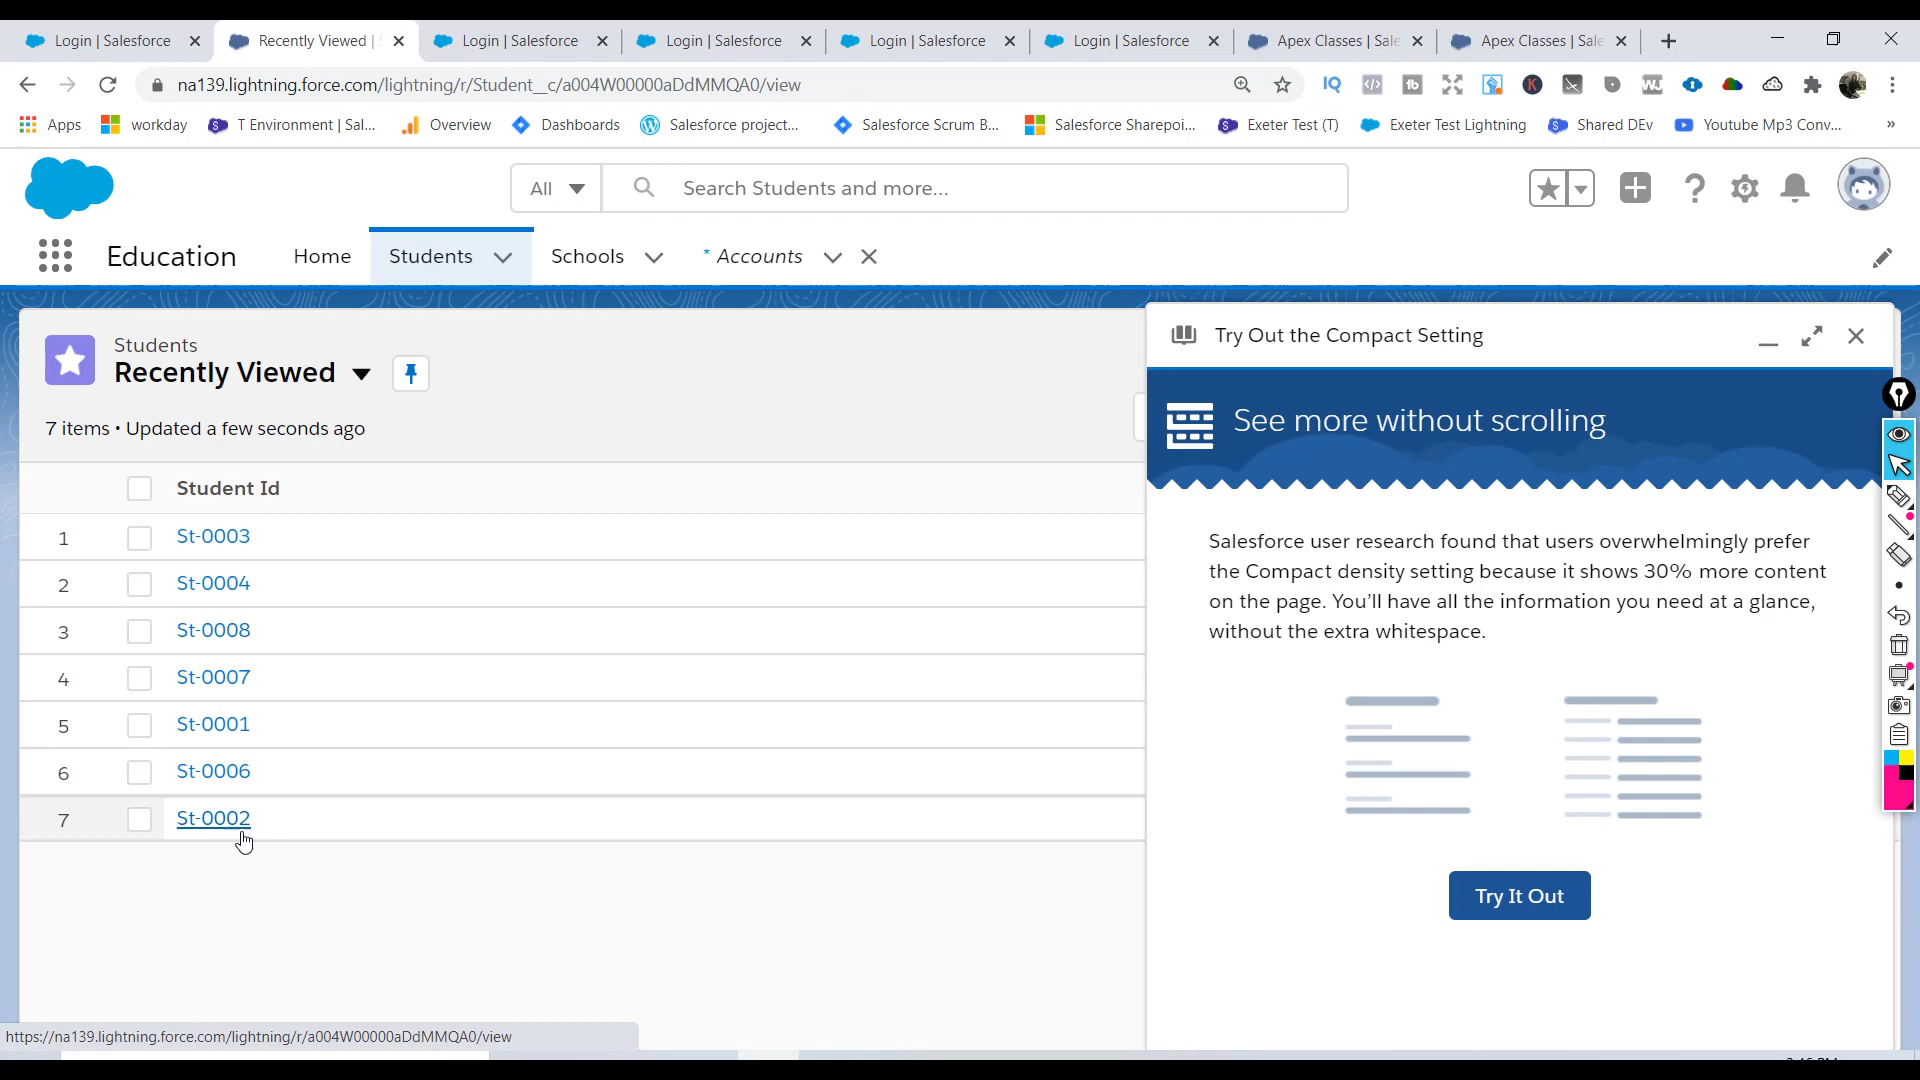 Login | Salesforce
Recently Viewed |
Login | Salesforce
Login | Salesforce
Login | Salesforce
Login | Salesforce
Apex Classes | Sale
Apex Classes | Sale
na139.lightning.force.com/lightning/r/Student__c/a004W00000aDdMMQA0/view
IQ
tb
K
WJ
Apps
workday
T Environment | Sal...
Overview
Dashboards
Salesforce project...
Salesforce Scrum B...
Salesforce Sharepoi...
Exeter Test (T)
Exeter Test Lightning
Shared DEv
Youtube Mp3 Conv...
»
All
Search Students and more...
Education
Home
Students
Schools
* Accounts
Students
Recently Viewed
7 items • Updated a few seconds ago
Student Id
1 St-0003
2 St-0004
3 St-0008
4 St-0007
5 St-0001
6 St-0006
7 St-0002
Try Out the Compact Setting
See more without scrolling
Salesforce user research found that users overwhelmingly prefer
the Compact density setting because it shows 30% more content
on the page. You'll have all the information you need at a glance,
without the extra whitespace.
Try It Out
https://na139.lightning.force.com/lightning/r/a004W00000aDdMMQA0/view